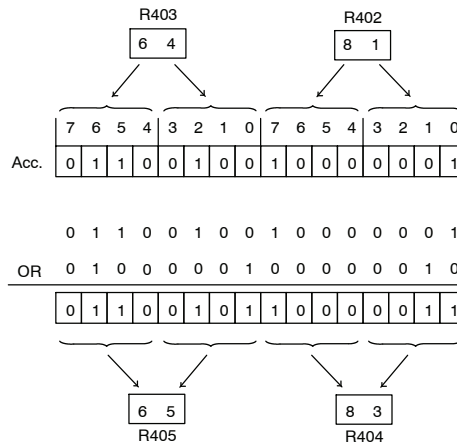 R403 R402
6 4 8 1
7 6 5 4 3 2 1 0 7 6 5 4 3 2 1 0
Acc. 0 1 1 0 0 1 0 0 1 0 0 0 0 0 0 1
0 1 1 0 0 1 0 0 1 0 0 0 0 0 0 1
OR 0 1 0 0 0 0 0 1 0 0 0 0 0 0 1 0
0 1 1 0 0 1 0 1 1 0 0 0 0 0 1 1
6 5 8 3
R405 R404